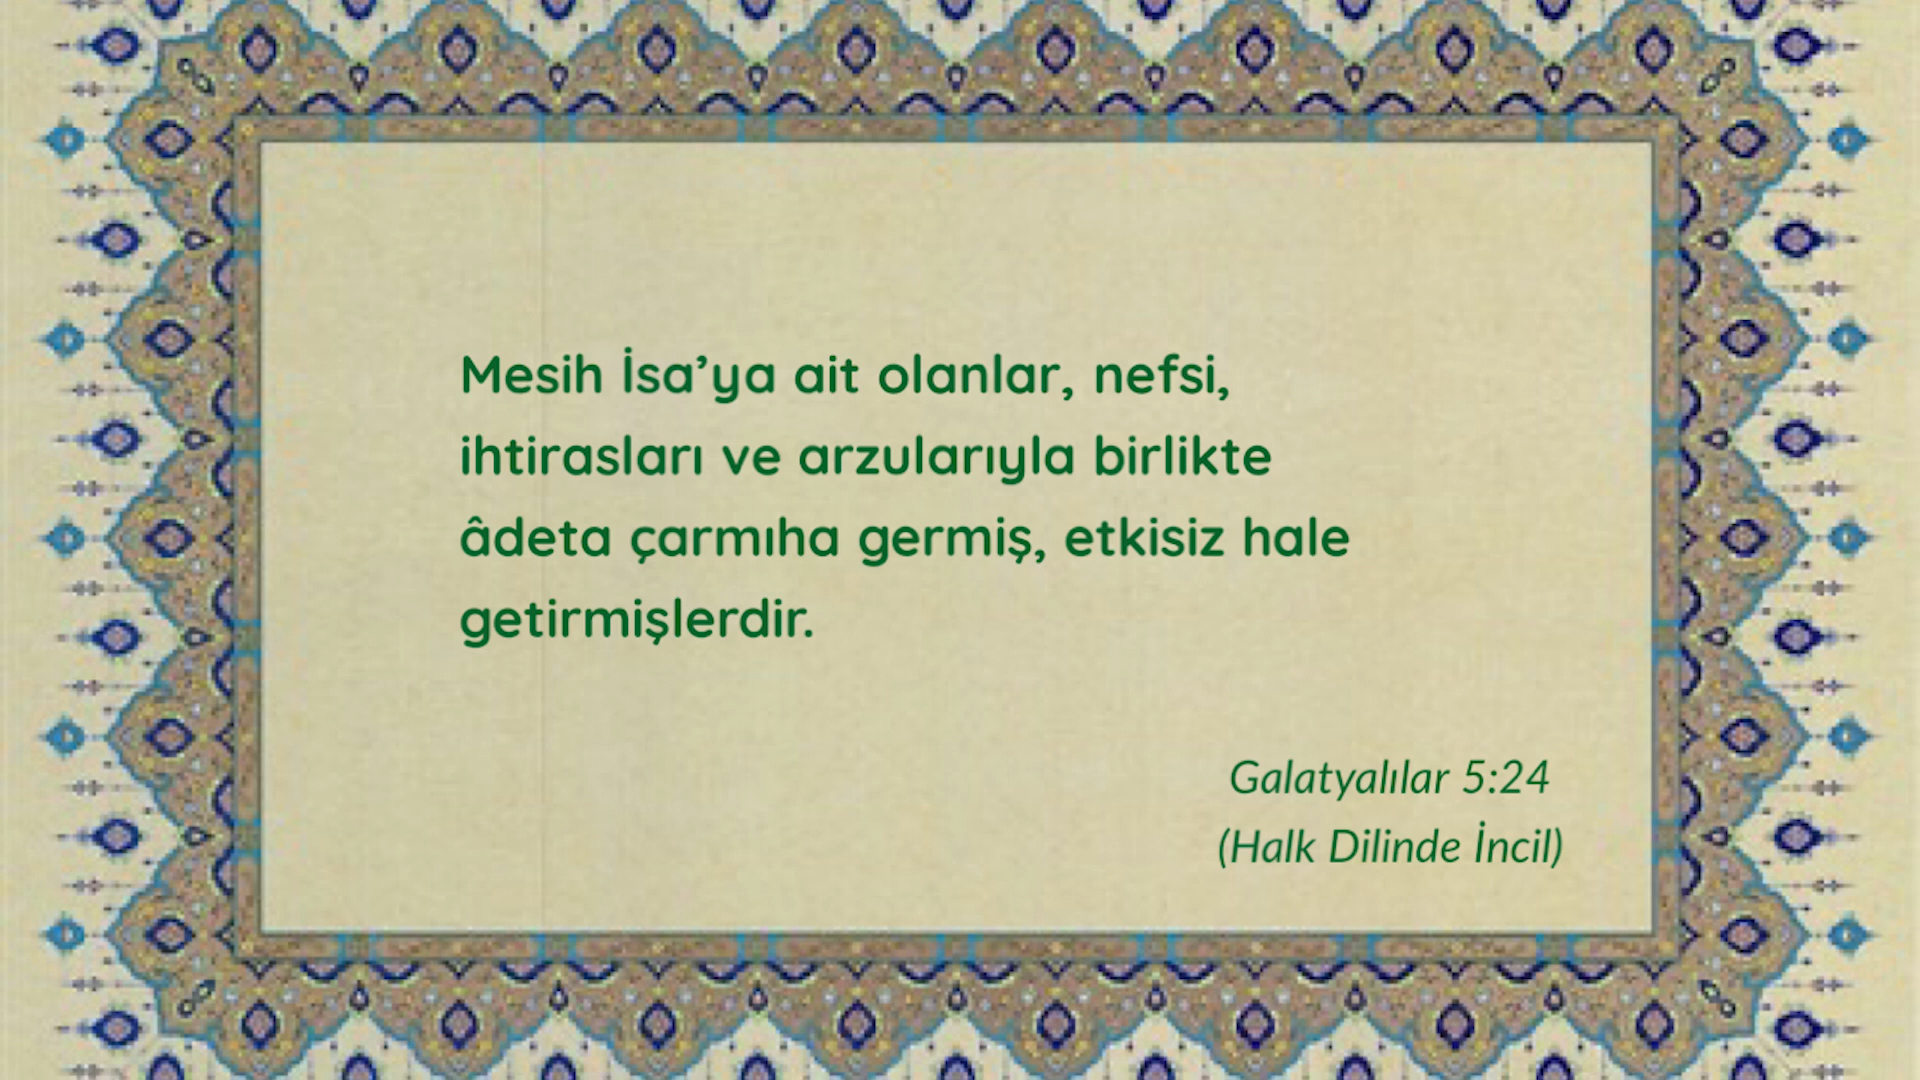 Mesih İsa’ya ait olanlar, nefsi,
ihtirasları ve arzularıyla birlikte
âdeta çarmıha germiş, etkisiz hale
getirmişlerdir.
Galatyalılar 5:24
(Halk Dilinde İncil)